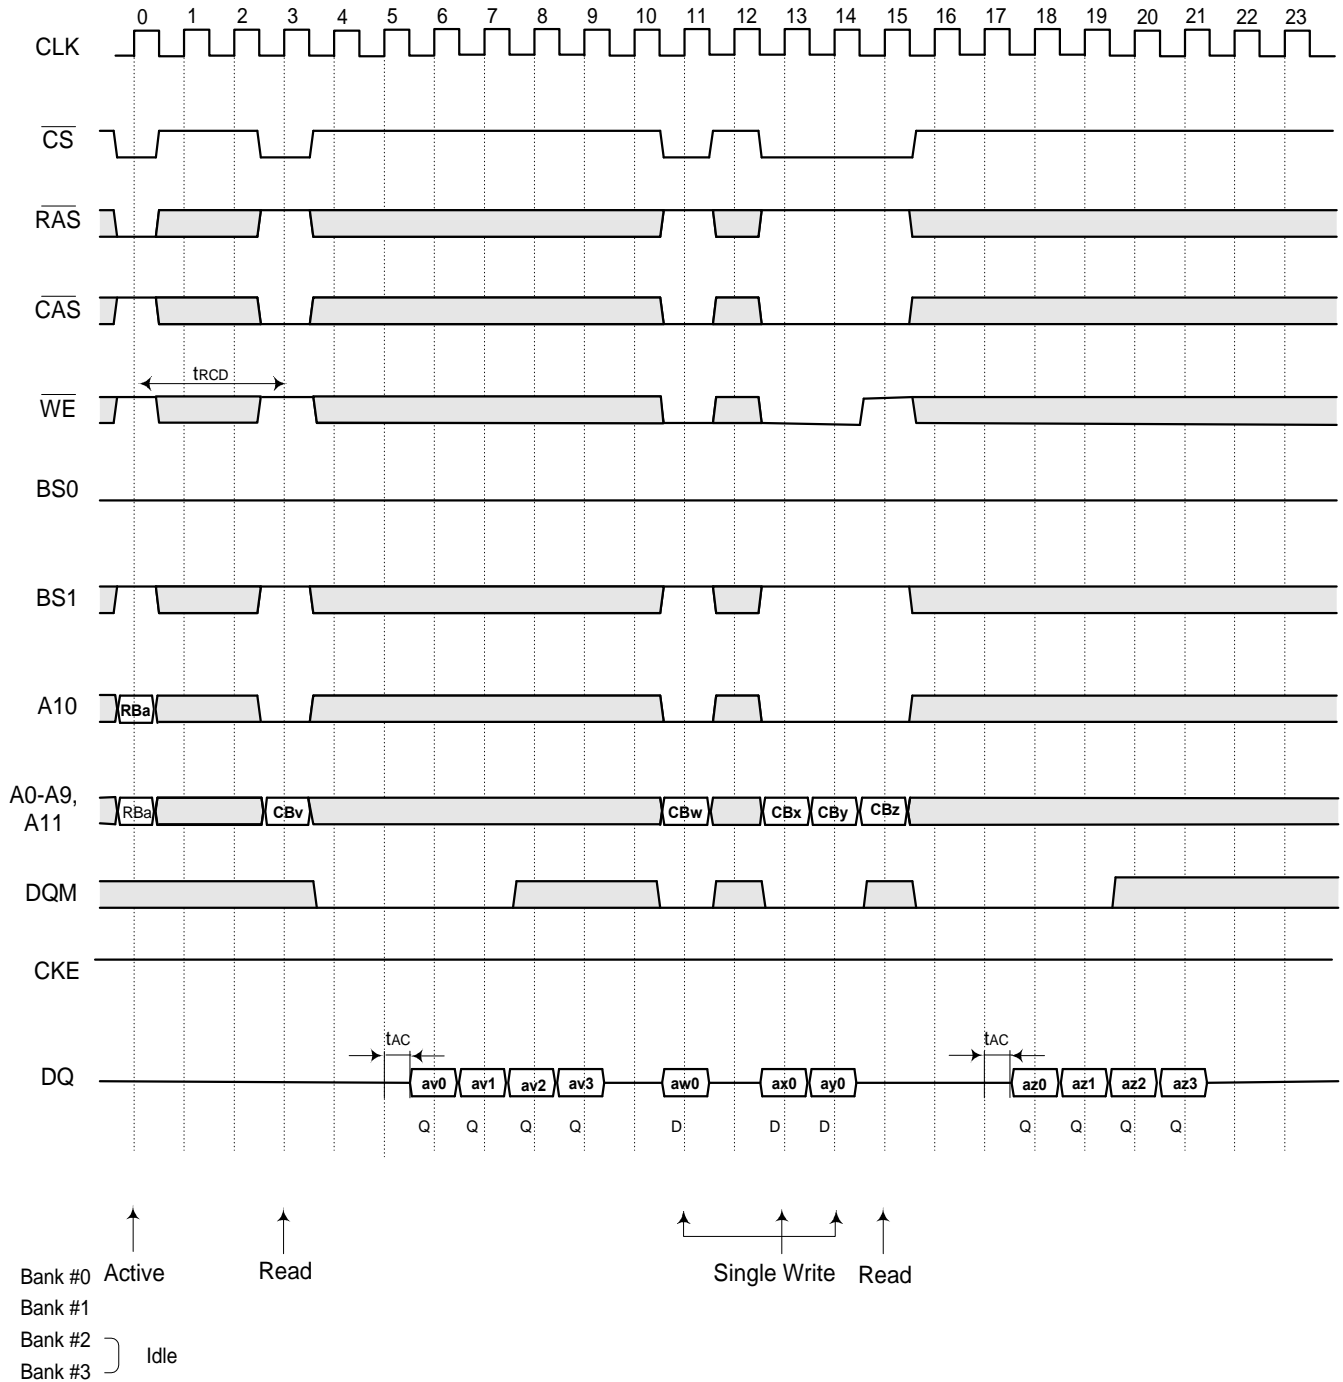 0 1 2 3 4 5 6 7 8 9 10 11 12 13 14 15 16 17 18 19 20 21 22 23
CLK
CS
RAS
CAS
tRCD
WE
BS0
BS1
A10 RBa
A0-A9,
A11
RBa CBv CBw CBx CBy CBz
DQM
CKE
tAC tAC
DQ av0 av1 av2 av3 aw0 ax0 ay0 az0 az1 az2 az3
Q Q Q Q D D D Q Q Q Q
Bank #0 Active Read Single Write Read
Bank #1
Bank #2
Idle
Bank #3